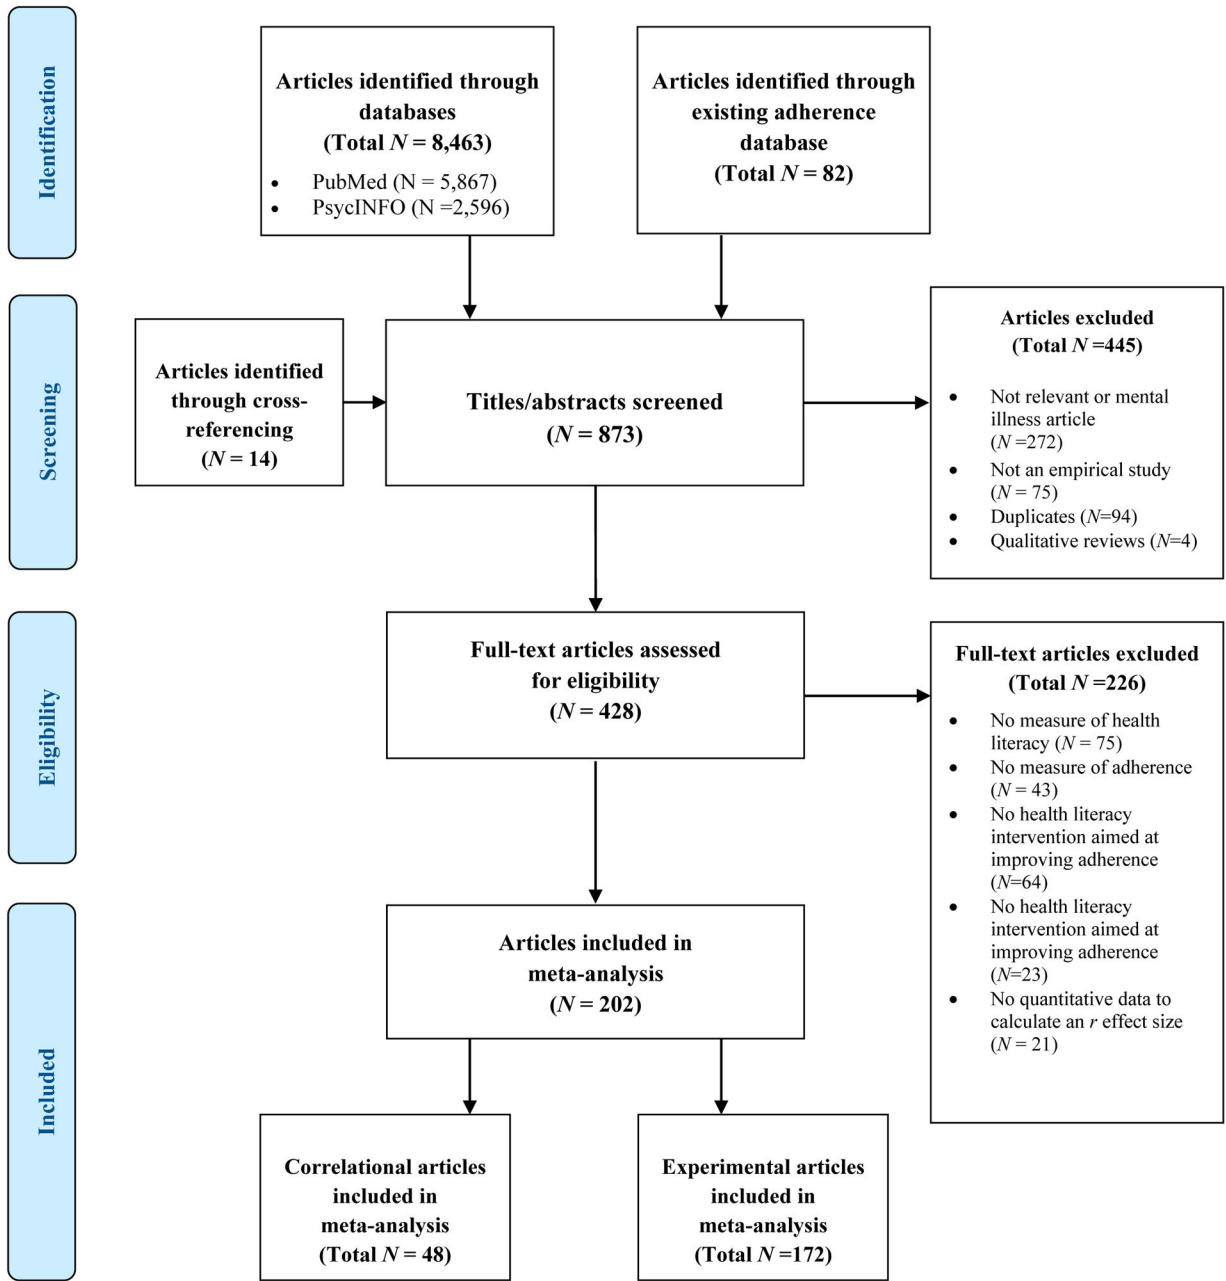 Identification
Articles identified through
databases
(Total N = 8,463)
• PubMed (N = 5,867)
• PsycINFO (N =2,596)
Articles identified through
existing adherence
database
(Total N = 82)
Screening
Articles identified
through cross-
referencing
(N = 14)
Titles/abstracts screened
(N = 873)
Articles excluded
(Total N =445)
• Not relevant or mental
illness article
(N =272)
• Not an empirical study
(N = 75)
• Duplicates (N=94)
• Qualitative reviews (N=4)
Eligibility
Full-text articles assessed
for eligibility
(N = 428)
Full-text articles excluded
(Total N =226)
• No measure of health
literacy (N = 75)
• No measure of adherence
(N = 43)
• No health literacy
intervention aimed at
improving adherence
(N=64)
• No health literacy
intervention aimed at
improving adherence
(N=23)
• No quantitative data to
calculate an r effect size
(N = 21)
Included
Articles included in
meta-analysis
(N = 202)
Correlational articles
included in
meta-analysis
(Total N = 48)
Experimental articles
included in
meta-analysis
(Total N =172)